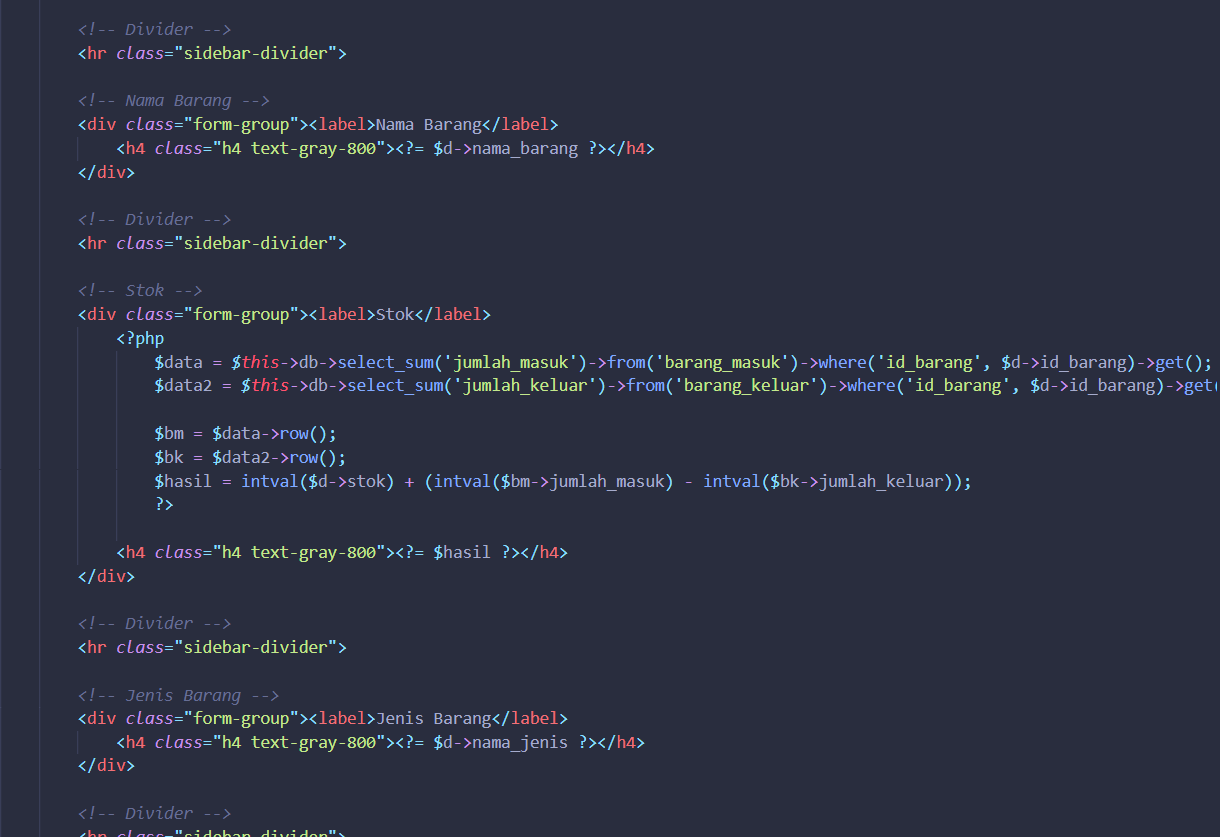 <!-- Divider -->
<hr class="sidebar-divider">
<!-- Nama Barang -->
<div class="form-group"><label>Nama Barang</label>
<h4 class="h4 text-gray-800"><?= $d->nama_barang ?></h4>
</div>
<!-- Divider -->
<hr class="sidebar-divider">
<!-- Stok -->
<div class="form-group"><label>Stok</label>
<?php
$data = $this->db->select_sum('jumlah_masuk')->from('barang_masuk')->where('id_barang', $d->id_barang)->get();
$data2 = $this->db->select_sum('jumlah_keluar')->from('barang_keluar')->where('id_barang', $d->id_barang)->get(
$bm = $data->row();
$bk = $data2->row();
$hasil = intval($d->stok) + (intval($bm->jumlah_masuk) - intval($bk->jumlah_keluar));
?>
<h4 class="h4 text-gray-800"><?= $hasil ?></h4>
</div>
<!-- Divider -->
<hr class="sidebar-divider">
<!-- Jenis Barang -->
<div class="form-group"><label>Jenis Barang</label>
<h4 class="h4 text-gray-800"><?= $d->nama_jenis ?></h4>
</div>
<!-- Divider -->
<hr class="sidebar-divider">